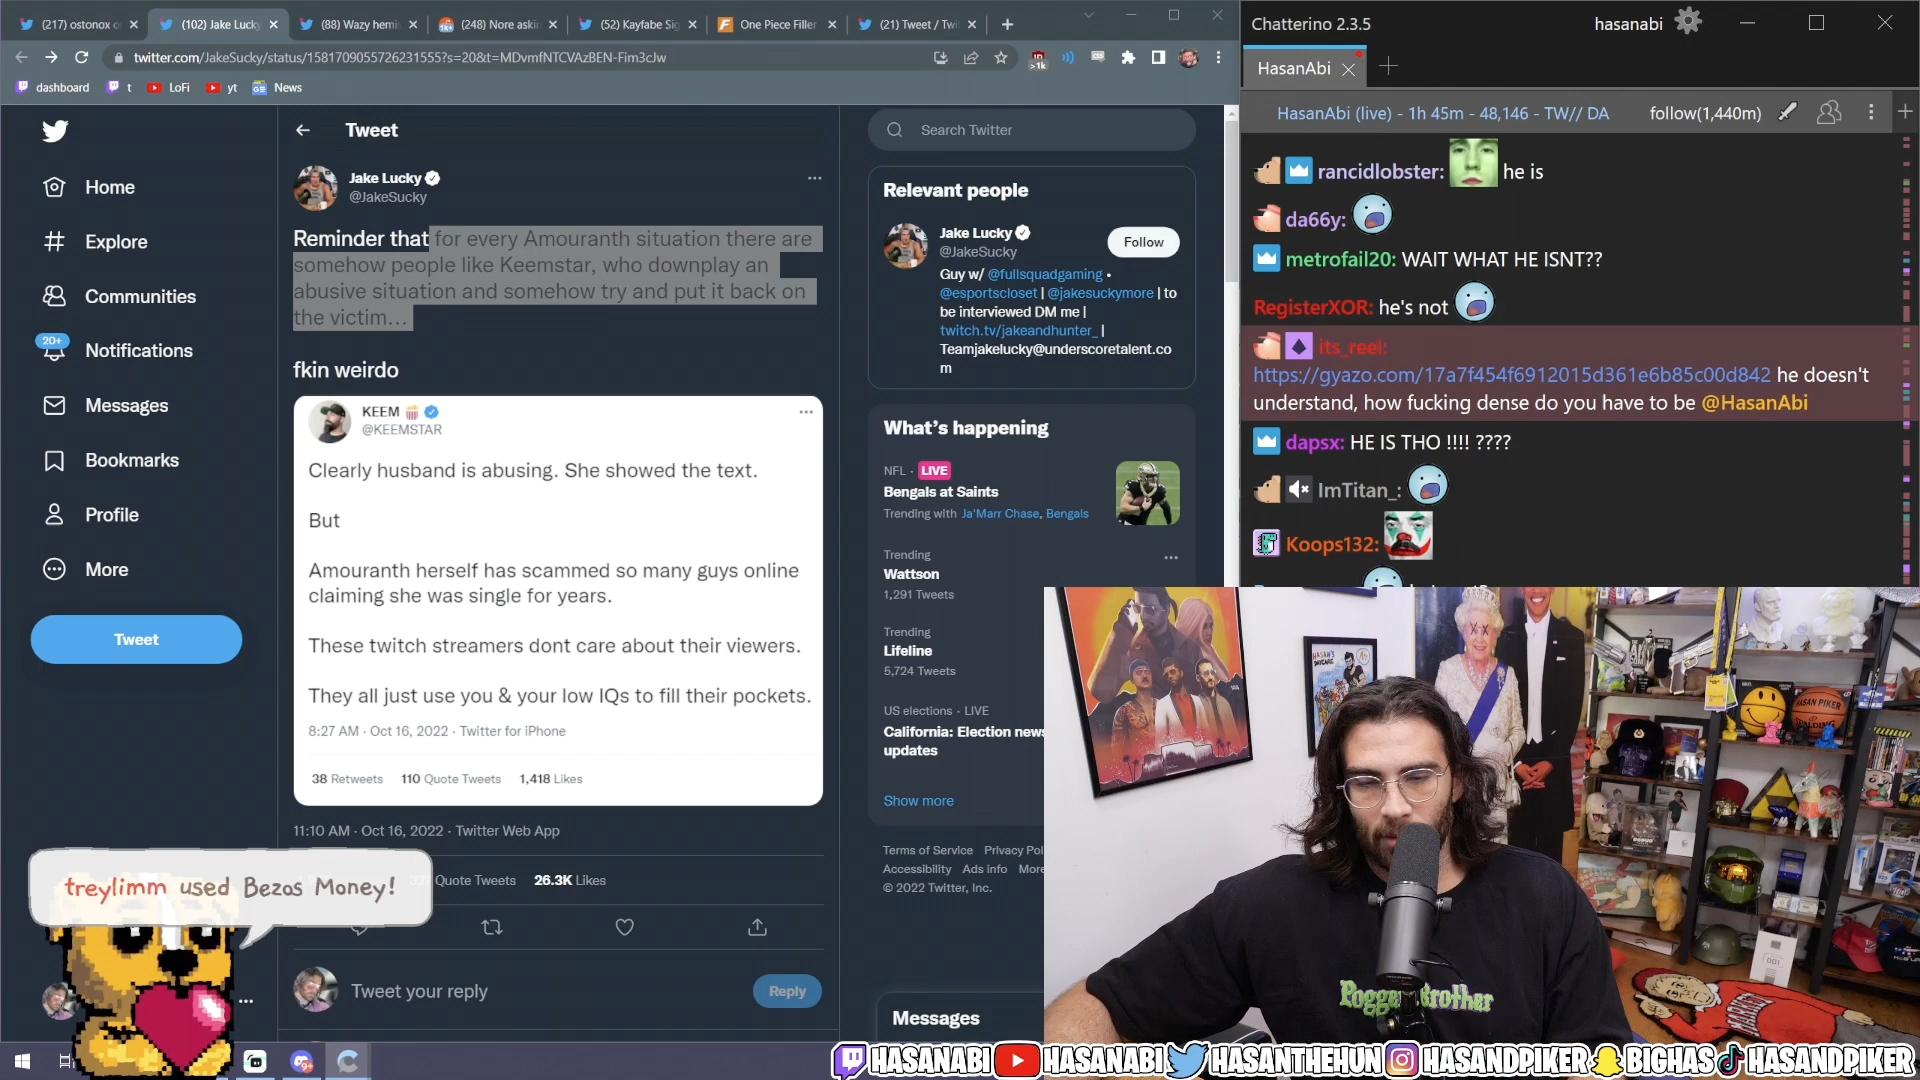 (217) ostonox o
(102) Jake Lucky
(88) Wazy hemi
(248) Nore askin
(52) Kayfabe Sig
One Piece Filler
(21) Tweet / Twi
twitter.com/JakeSucky/status/1581709055726231555?s=20&t=MDvmfNTCVAzBEN-Fim3cJw
>1k
dashboard
t
LoFi
yt
News
Home
Explore
Communities
20+
Notifications
Messages
Bookmarks
Profile
More
Tweet
Tweet
Jake Lucky
@JakeSucky
Reminder that for every Amouranth situation there are
somehow people like Keemstar, who downplay an
abusive situation and somehow try and put it back on
the victim...
fkin weirdo
KEEM
@KEEMSTAR
Clearly husband is abusing. She showed the text.
But
Amouranth herself has scammed so many guys online
claiming she was single for years.
These twitch streamers dont care about their viewers.
They all just use you & your low IQs to fill their pockets.
8:27 AM · Oct 16, 2022 · Twitter for iPhone
38 Retweets 110 Quote Tweets 1,418 Likes
11:10 AM · Oct 16, 2022 · Twitter Web App
Quote Tweets 26.3K Likes
Tweet your reply
Reply
treylimm used Bezos Money!
Search Twitter
Relevant people
Jake Lucky
@JakeSucky
Follow
Guy w/ @fullsquadgaming •
@esportscloset | @jakesuckymore | to
be interviewed DM me |
twitch.tv/jakeandhunter_ |
Teamjakelucky@underscoretalent.co
m
What's happening
NFL · LIVE
Bengals at Saints
Trending with Ja'Marr Chase, Bengals
Trending
Wattson
1,291 Tweets
Trending
Lifeline
5,724 Tweets
US elections · LIVE
California: Election news
updates
Show more
Terms of Service Privacy Pol
Accessibility Ads info More
© 2022 Twitter, Inc.
Messages
Chatterino 2.3.5
hasanabi
HasanAbi
HasanAbi (live) - 1h 45m - 48,146 - TW// DA
follow(1,440m)
rancidlobster: he is
da66y:
metrofail20: WAIT WHAT HE ISNT??
RegisterXOR: he's not
its_reel:
https://gyazo.com/17a7f454f6912015d361e6b85c00d842 he doesn't
understand, how fucking dense do you have to be @HasanAbi
dapsx: HE IS THO !!!! ????
ImTitan_:
Koops132:
HASAN PIKER
SPALDING
001
MARKET
HASANABI
HASANABI
HASANTHEHUN
HASANDPIKER
BIGHAS
HASANDPIKER